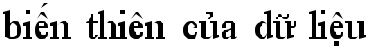 biến thiên của dữ liệu